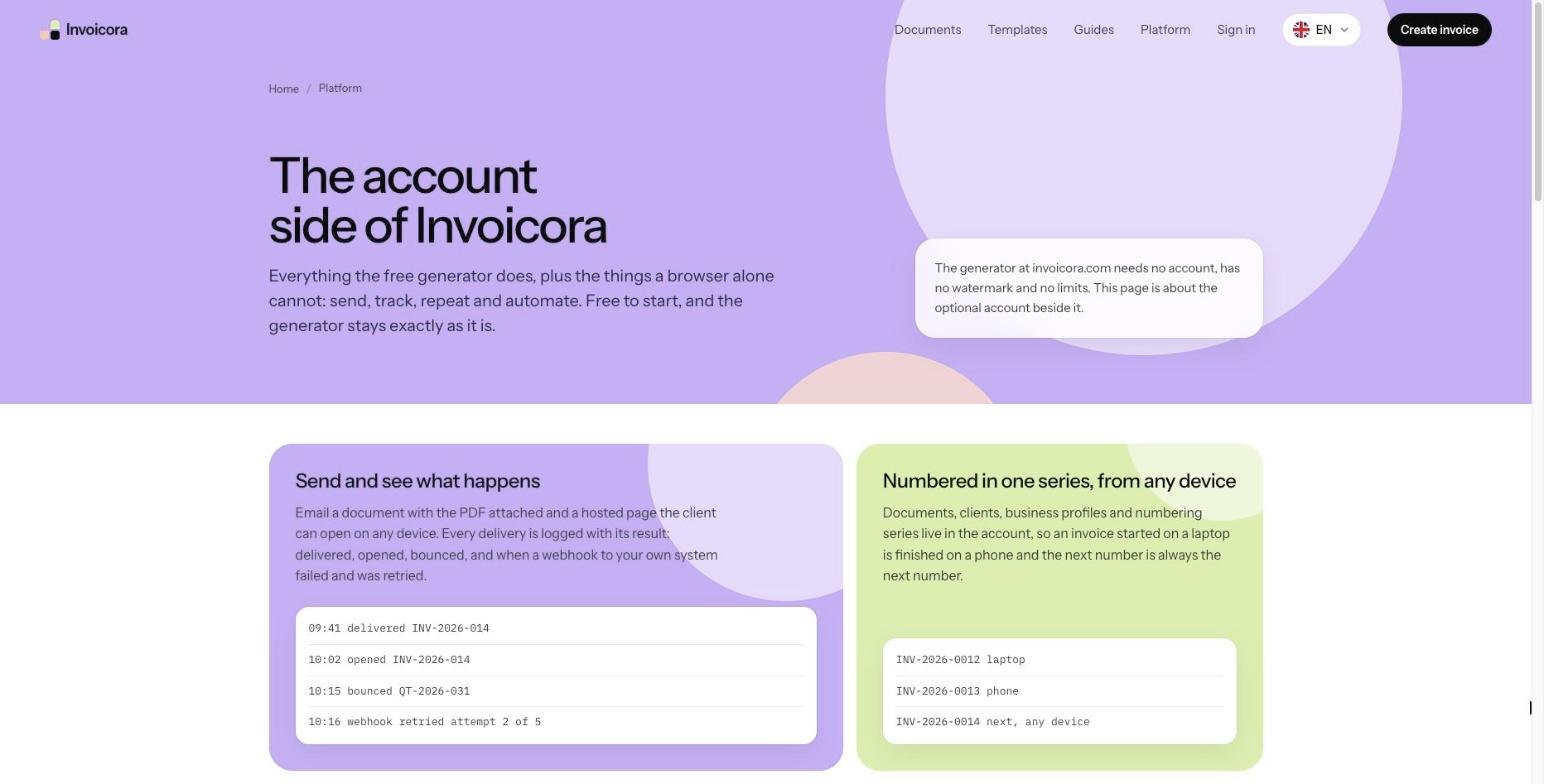 Invoicora
Documents
Templates
Guides
Platform
Sign in
EN
Create invoice
Home / Platform
The account
side of Invoicora
Everything the free generator does, plus the things a browser alone
cannot: send, track, repeat and automate. Free to start, and the
generator stays exactly as it is.
The generator at invoicora.com needs no account, has
no watermark and no limits. This page is about the
optional account beside it.
Send and see what happens
Email a document with the PDF attached and a hosted page the client
can open on any device. Every delivery is logged with its result:
delivered, opened, bounced, and when a webhook to your own system
failed and was retried.
09:41 delivered INV-2026-014
10:02 opened INV-2026-014
10:15 bounced QT-2026-031
10:16 webhook retried attempt 2 of 5
Numbered in one series, from any device
Documents, clients, business profiles and numbering
series live in the account, so an invoice started on a laptop
is finished on a phone and the next number is always the
next number.
INV-2026-0012 laptop
INV-2026-0013 phone
INV-2026-0014 next, any device